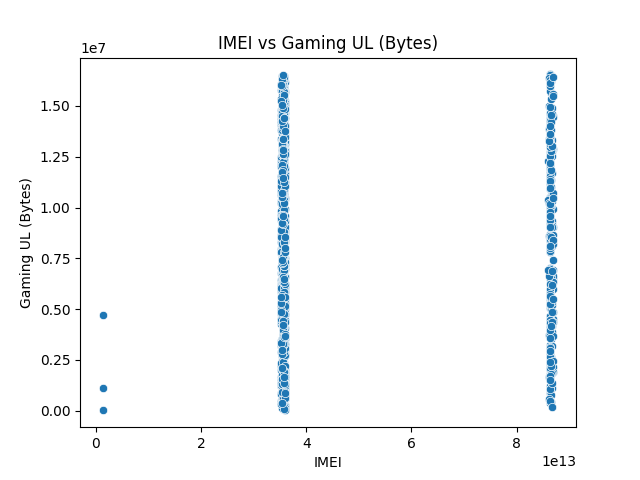 IMEI vs Gaming UL (Bytes)
1e7
1.50
1.25
1.00
0.75
0.50
0.25
0.00
Gaming UL (Bytes)
0 2 4 6 8
1e13
IMEI